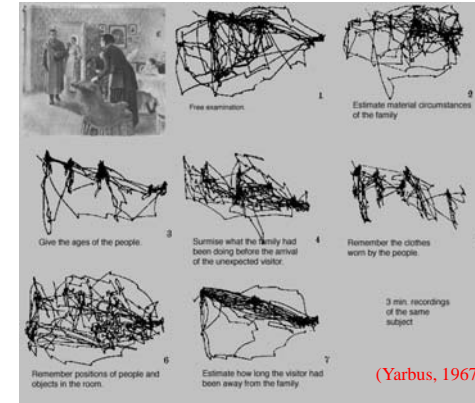 1
Free examination.
2
Estimate material circumstances
of the family
3
Give the ages of the people.
4
Surmise what the family had
been doing before the arrival
of the unexpected visitor.
Remember the clothes
worn by the people.
6
Remember positions of people and
objects in the room.
7
Estimate how long the visitor had
been away from the family.
3 min. recordings
of the same
subject
(Yarbus, 1967